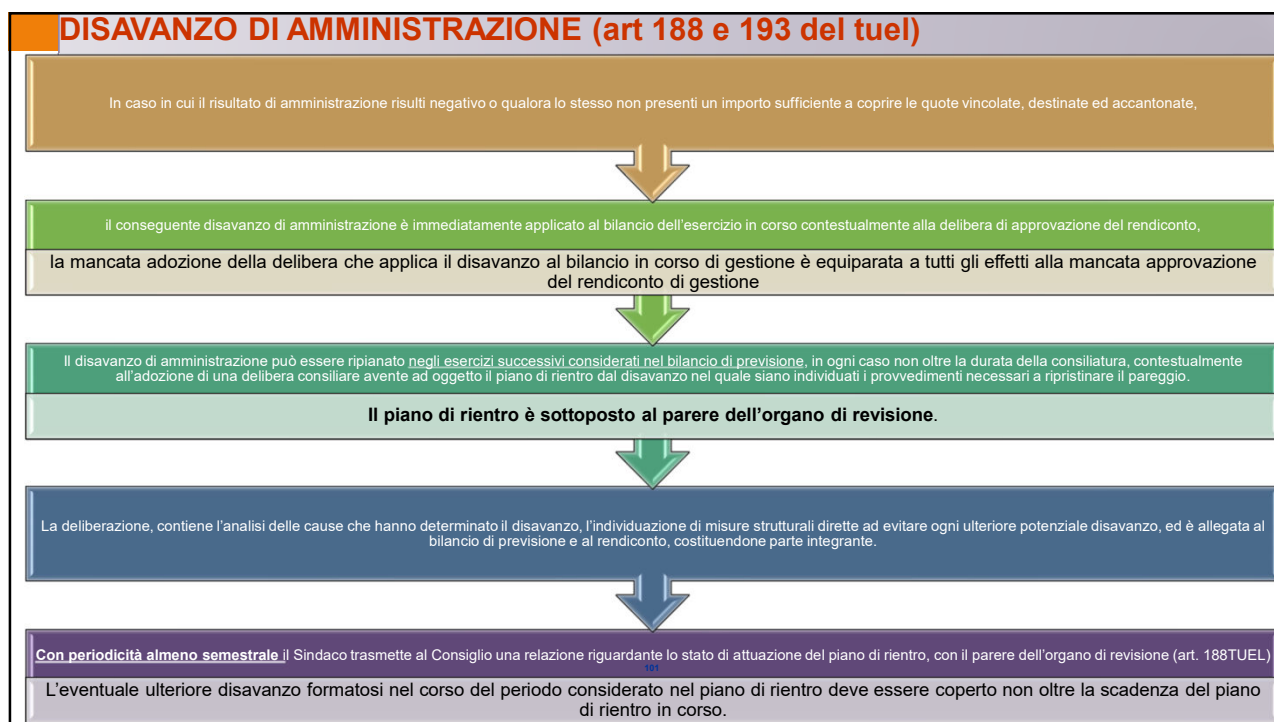 DISAVANZO DI AMMINISTRAZIONE (art 188 e 193 del tuel)
In caso in cui il risultato di amministrazione risulti negativo o qualora lo stesso non presenti un importo sufficiente a coprire le quote vincolate, destinate ed accantonate,
il conseguente disavanzo di amministrazione è immediatamente applicato al bilancio dell'esercizio in corso contestualmente alla delibera di approvazione del rendiconto,
la mancata adozione della delibera che applica il disavanzo al bilancio in corso di gestione è equiparata a tutti gli effetti alla mancata approvazione
del rendiconto di gestione
Il disavanzo di amministrazione può essere ripianato negli esercizi successivi considerati nel bilancio di previsione, in ogni caso non oltre la durata della consiliatura, contestualmente
all'adozione di una delibera consiliare avente ad oggetto il piano di rientro dal disavanzo nel quale siano individuati i provvedimenti necessari a ripristinare il pareggio.
Il piano di rientro è sottoposto al parere dell'organo di revisione.
La deliberazione, contiene l'analisi delle cause che hanno determinato il disavanzo, l'individuazione di misure strutturali dirette ad evitare ogni ulteriore potenziale disavanzo, ed è allegata al
bilancio di previsione e al rendiconto, costituendone parte integrante.
Con periodicità almeno semestrale il Sindaco trasmette al Consiglio una relazione riguardante lo stato di attuazione del piano di rientro, con il parere dell'organo di revisione (art. 188TUEL)
101
L'eventuale ulteriore disavanzo formatosi nel corso del periodo considerato nel piano di rientro deve essere coperto non oltre la scadenza del piano
di rientro in corso.